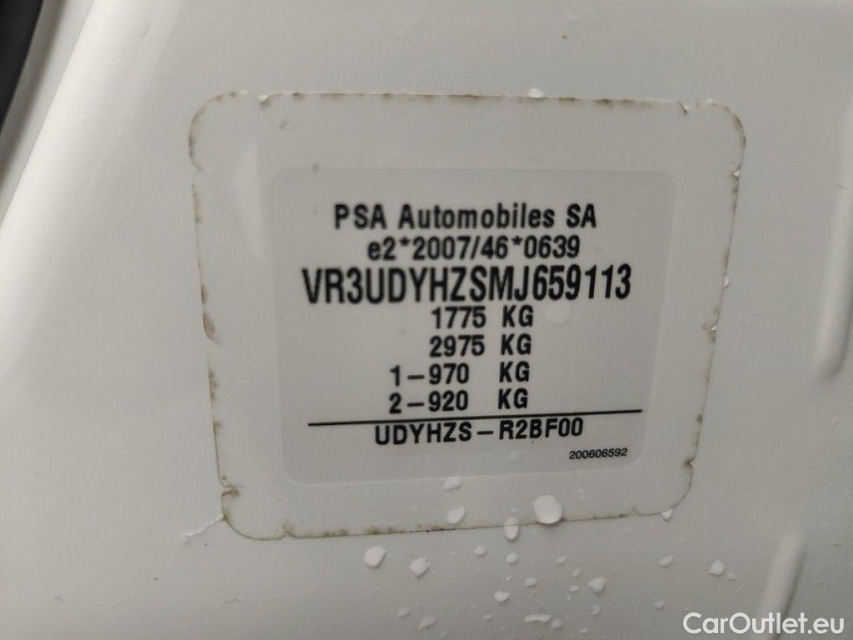 PSA Automobiles SA
e2*2007/46*0639
VR3UDYHZSMJ659113
1775 KG
2975 KG
1-970 KG
2-920 KG
UDYHZS-R2BF00
200606592
CarOutlet.eu